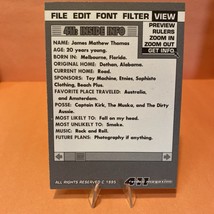 FILE EDIT FONT FILTER VIEW
PREVIEW
RULERS
ZOOM IN
ZOOM OUT
GET INFO.
411: INSIDE INFO
NAME: James Mathew Thomas
AGE: 20 years young.
BORN IN: Melbourne, Florida.
ORIGINAL HOME: Dothan, Alabama.
CURRENT HOME: Road.
SPONSORS: Toy Machine, Etnies, Sophisto
Clothing, Beach Plus.
FAVORITE PLACE TRAVELED: Australia,
and Amsterdam.
POSSE: Captain Kirk, The Muska, and The Dirty
Aussie.
MOST LIKELY TO: Fall on my head.
MOST UNLIKELY TO: Smoke.
MUSIC: Rock and Roll.
FUTURE PLANS: Photography if anything.
ALL RIGHTS RESERVED © 1995
411